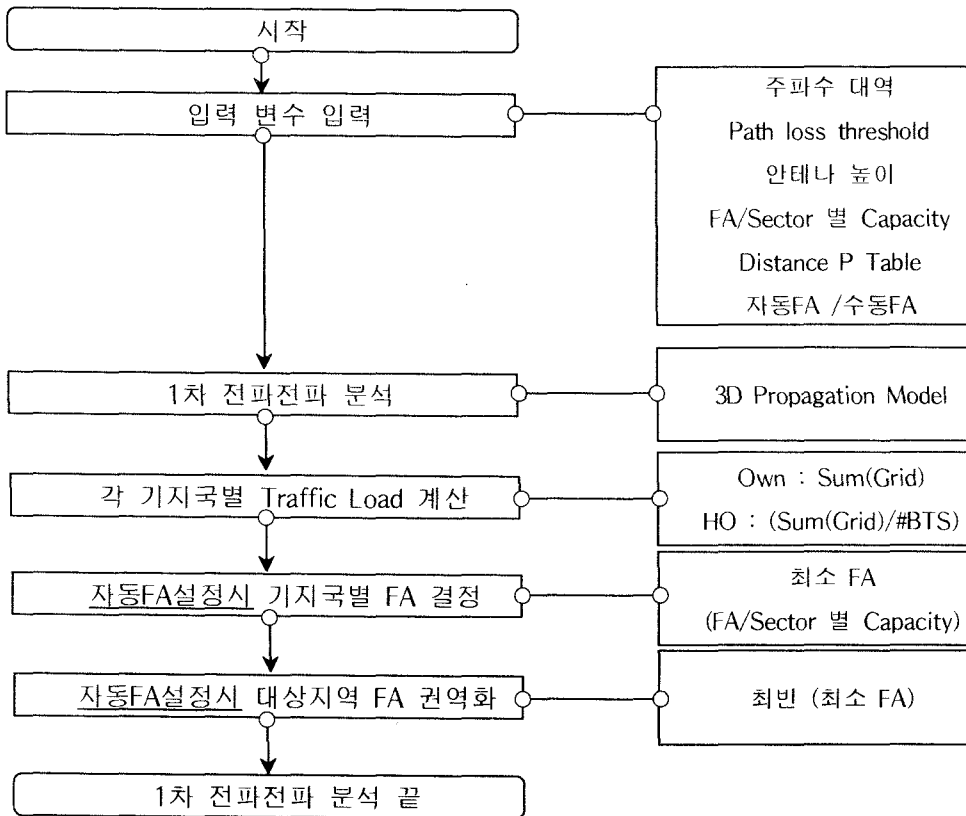 시작
입력 변수 입력
주파수 대역
Path loss threshold
안테나 높이
FA/Sector 별 Capacity
Distance P Table
자동FA /수동FA
1차 전파전파 분석
3D Propagation Model
각 기지국별 Traffic Load 계산
Own : Sum(Grid)
HO : (Sum(Grid)/#BTS)
자동FA설정시 기지국별 FA 결정
최소 FA
(FA/Sector 별 Capacity)
자동FA설정시 대상지역 FA 권역화
최빈 (최소 FA)
1차 전파전파 분석 끝